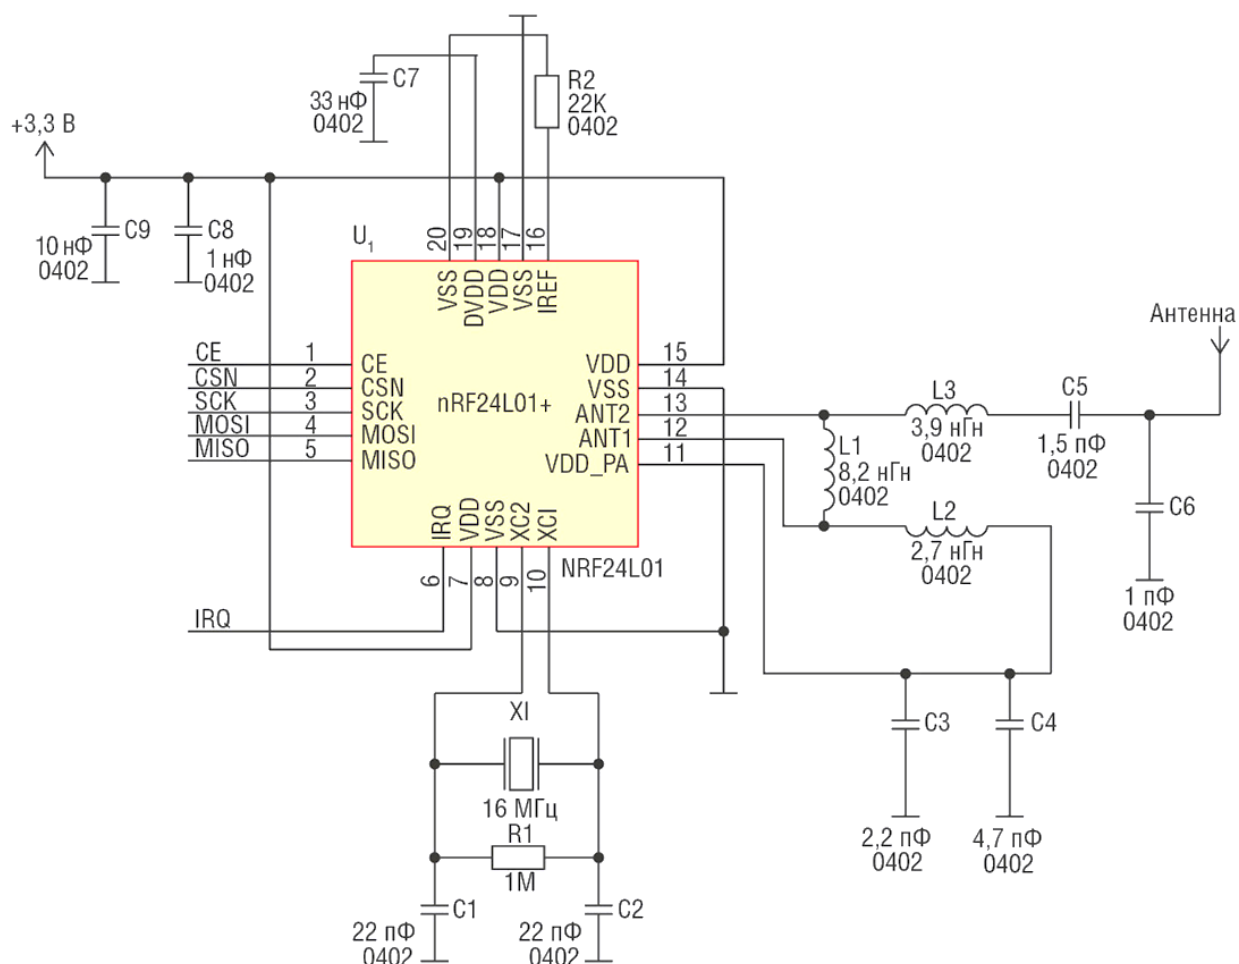 C7
33 нФ
0402
R2
22K
0402
+3,3 В
C9
10 нФ
0402
C8
1 нФ
0402
U1
20
19
18
17
16
VSS
DVDD
VDD
VSS
IREF
CE 1 CE
CSN 2 CSN
SCK 3 SCK
MOSI 4 MOSI
MISO 5 MISO
nRF24L01+
VDD 15
VSS 14
ANT2 13
ANT1 12
VDD_PA 11
IRQ
VDD
VSS
XC2
XCI
6
7
8
9
10
NRF24L01
IRQ
Антенна
L3
3,9 нГн
0402
C5
1,5 пФ
0402
L1
8,2 нГн
0402
L2
2,7 нГн
0402
C6
1 пФ
0402
C3
2,2 пФ
0402
C4
4,7 пФ
0402
XI
16 МГц
R1
1M
C1
22 пФ
0402
C2
22 пФ
0402